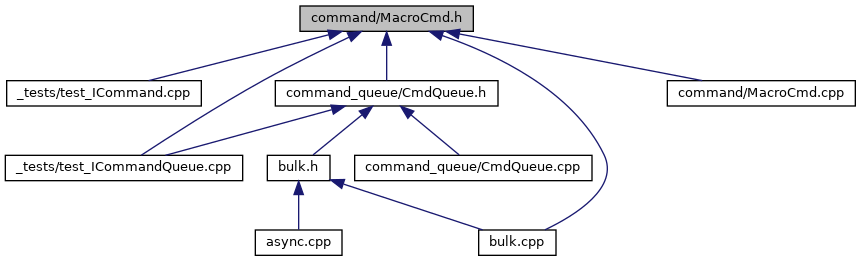 command/MacroCmd.h
_tests/test_ICommand.cpp
command_queue/CmdQueue.h
command/MacroCmd.cpp
_tests/test_ICommandQueue.cpp
bulk.h
command_queue/CmdQueue.cpp
async.cpp
bulk.cpp